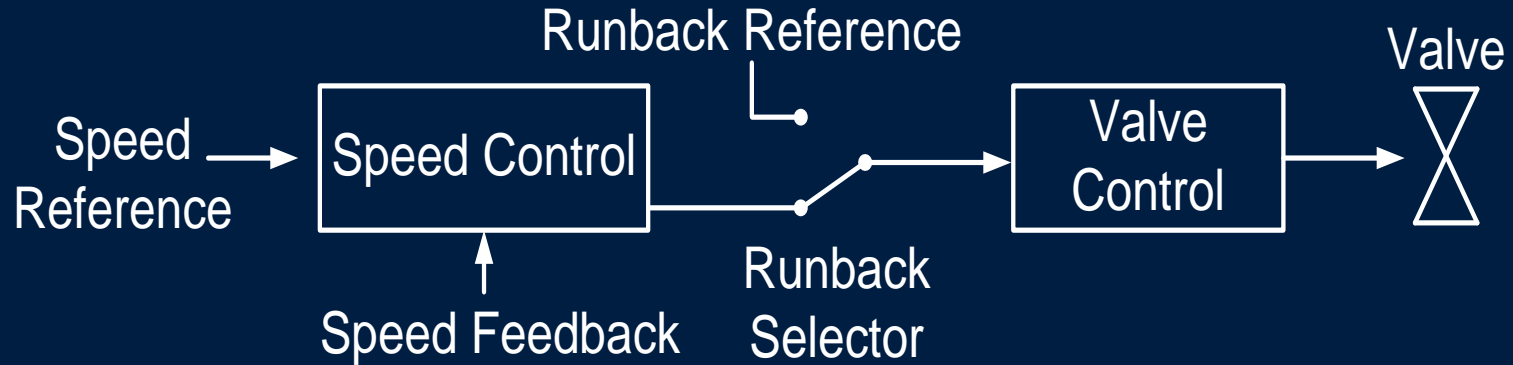 Runback Reference
Valve
Speed
Reference
Speed Control
Valve
Control
Runback
Selector
Speed Feedback